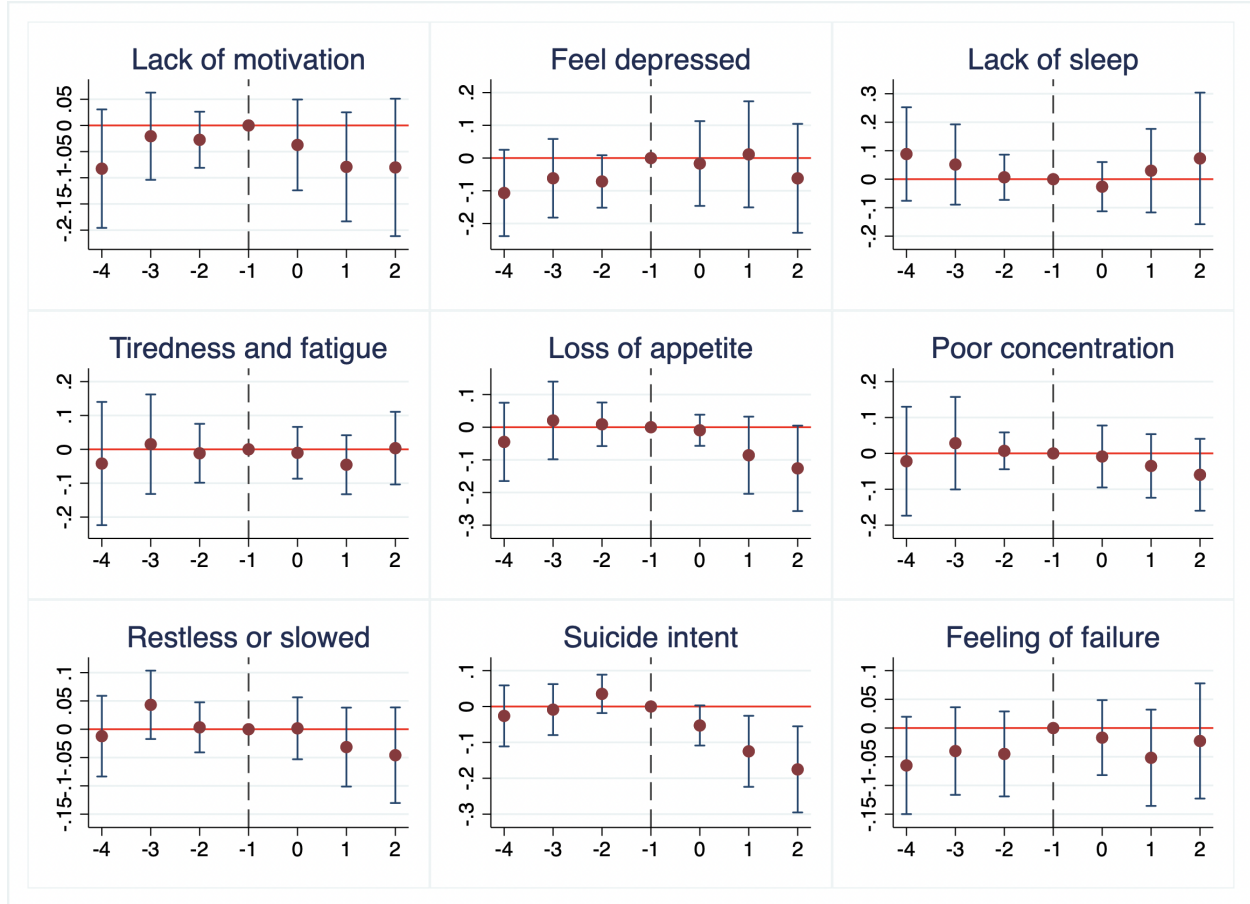 Lack of motivation
.05
0
-.05
-.1
-.15
-.2
-4 -3 -2 -1 0 1 2
Feel depressed
.2
.1
0
-.1
-.2
-4 -3 -2 -1 0 1 2
Lack of sleep
.3
.2
.1
0
-.1
-.2
-4 -3 -2 -1 0 1 2
Tiredness and fatigue
.2
.1
0
-.1
-.2
-4 -3 -2 -1 0 1 2
Loss of appetite
.1
0
-.1
-.2
-.3
-4 -3 -2 -1 0 1 2
Poor concentration
.2
.1
0
-.1
-.2
-4 -3 -2 -1 0 1 2
Restless or slowed
.1
.05
0
-.05
-.1
-.15
-4 -3 -2 -1 0 1 2
Suicide intent
.1
0
-.1
-.2
-.3
-4 -3 -2 -1 0 1 2
Feeling of failure
.1
.05
0
-.05
-.1
-.15
-4 -3 -2 -1 0 1 2